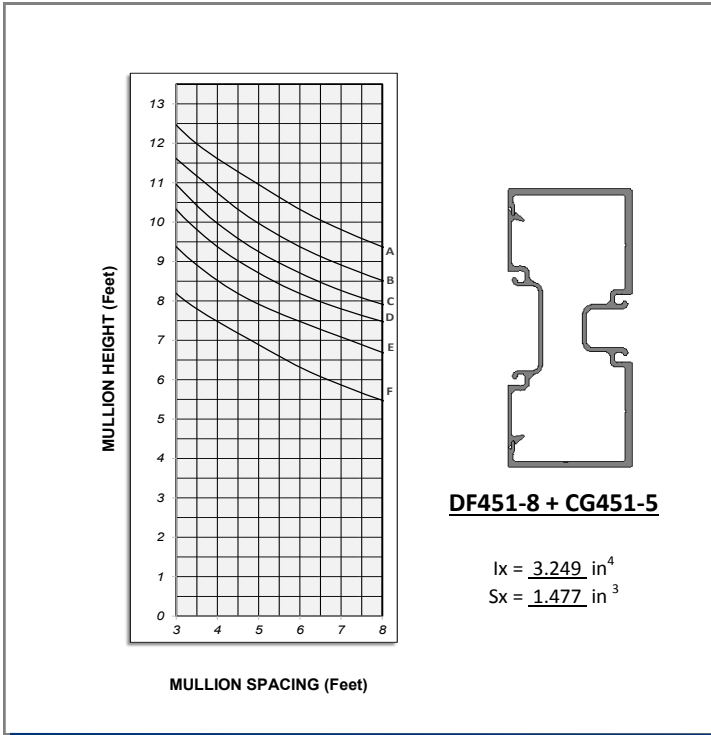 13
12
11
10
9
8
7
6
5
4
3
2
1
0
3 4 5 6 7 8
A
B
C
D
E
F
MULLION HEIGHT (Feet)
MULLION SPACING (Feet)
DF451-8 + CG451-5
Ix = 3.249 in⁴
Sx = 1.477 in ³